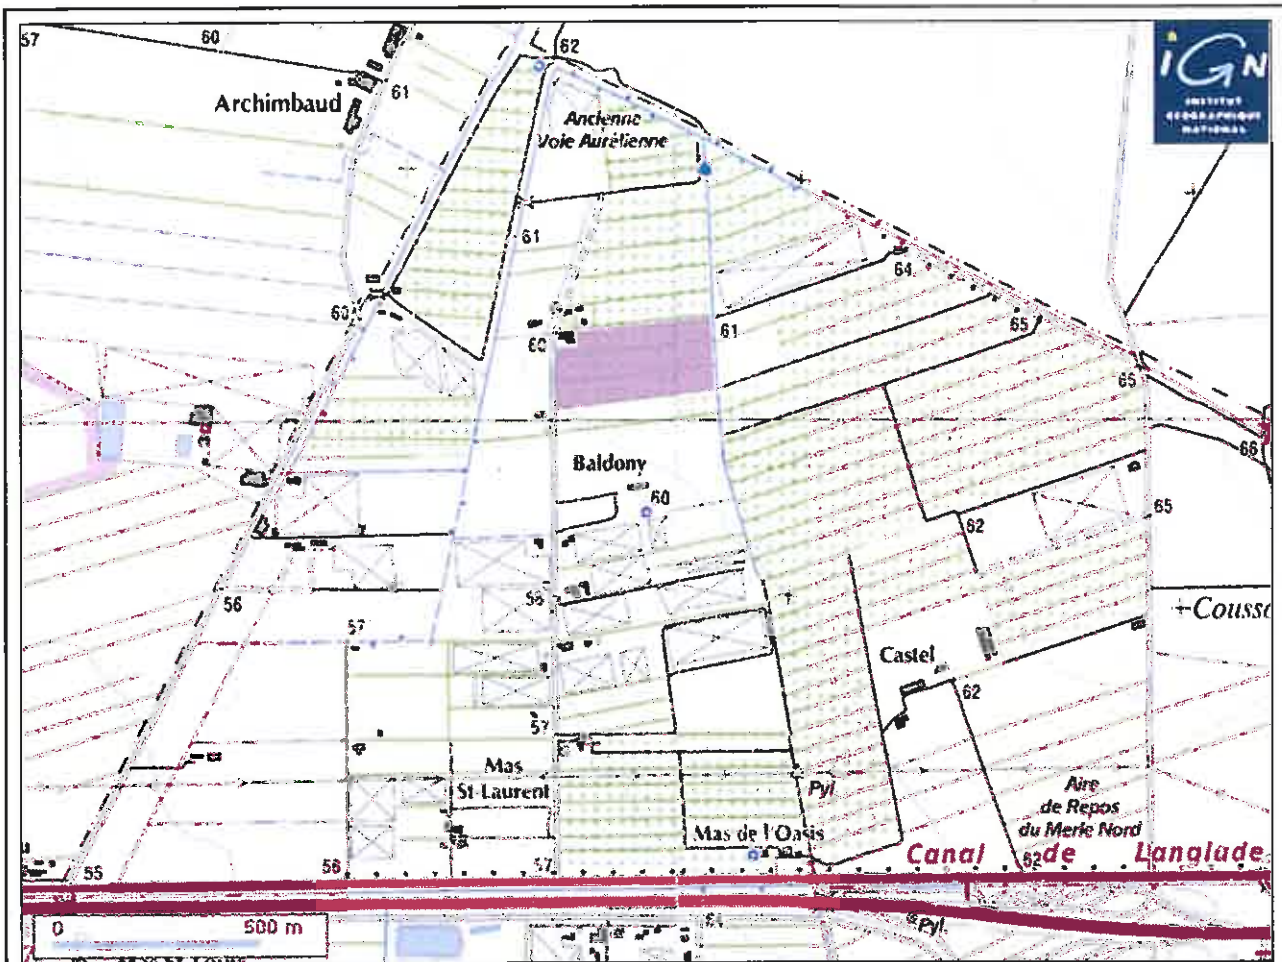 57
60
62
IGN
INSTITUT
GEOGRAPHIQUE
NATIONAL
Archimbaud
61
Ancienne
Voie Aurélienne
61
64
60
61
65
60
65
66
Baldony
60
65
62
56
58
+Cousso
57
Castel
62
57
Mas
St-Laurent
Pyl
Aire
de Repos
du Merle Nord
Mas de l'Oasis
Canal de Langlade
55
56
57
62
0 500 m
Pyl.